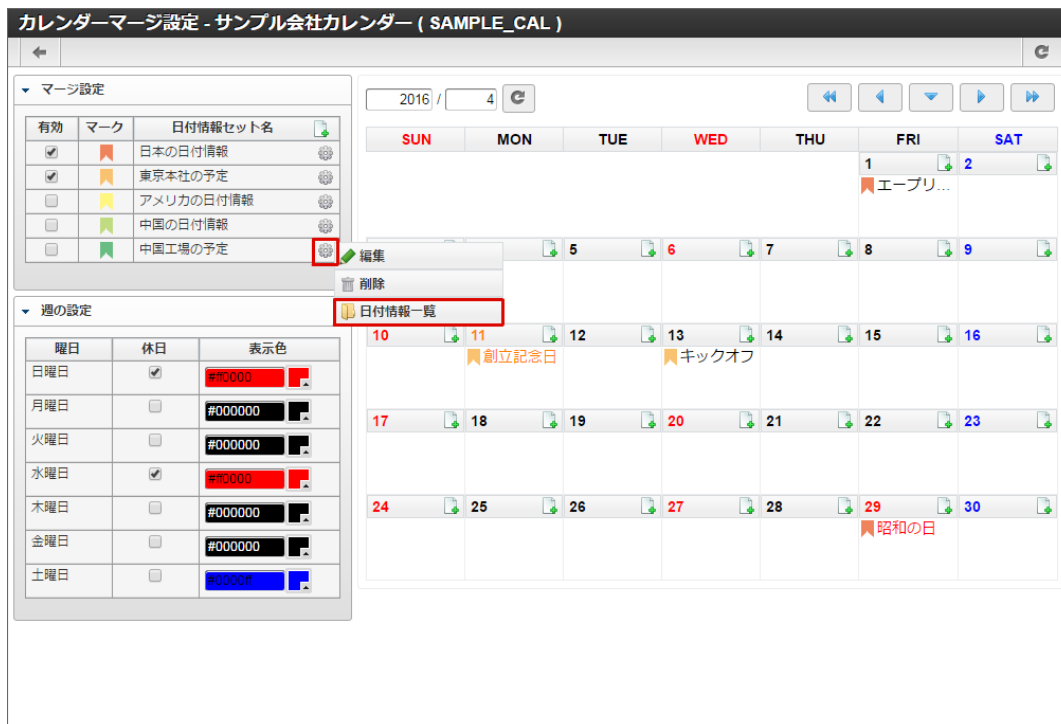 カレンダーマージ設定 - サンプル会社カレンダー ( SAMPLE_CAL )
マージ設定
有効 マーク 日付情報セット名
日本の日付情報
東京本社の予定
アメリカの日付情報
中国の日付情報
中国工場の予定
編集
削除
日付情報一覧
週の設定
曜日 休日 表示色
日曜日 #ff0000
月曜日 #000000
火曜日 #000000
水曜日 #ff0000
木曜日 #000000
金曜日 #000000
土曜日 #0000ff
2016 / 4
SUN MON TUE WED THU FRI SAT
1 2
エープリ...
5 6 7 8 9
10 11 12 13 14 15 16
創立記念日 キックオフ
17 18 19 20 21 22 23
24 25 26 27 28 29 30
昭和の日